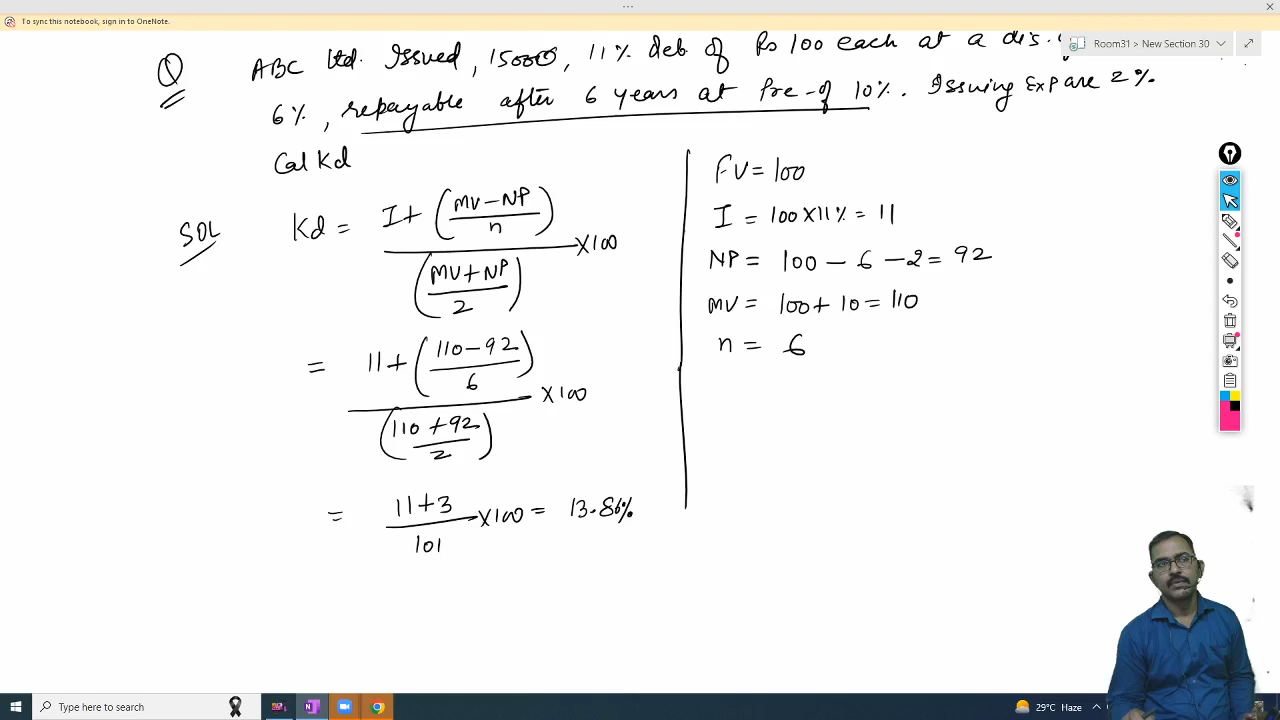 ...
To sync this notebook, sign in to OneNote.
Room31 > New Section 30
Q ABC Ltd. Issued, 15000, 11% deb of Rs 100 each at a dis.
6%, repayable after 6 years at Pre-of 10%. Issuing Exp are 2%.
Cal Kd
SOL Kd = I + (MV - NP / n) / (MV + NP / 2) X100
= 11 + (110 - 92 / 6) / (110 + 92 / 2) X100
= 11 + 3 / 101 X100 = 13.86%
FV = 100
I = 100 X 11% = 11
NP = 100 - 6 - 2 = 92
MV = 100 + 10 = 110
n = 6
Type here to search
29°C Haze